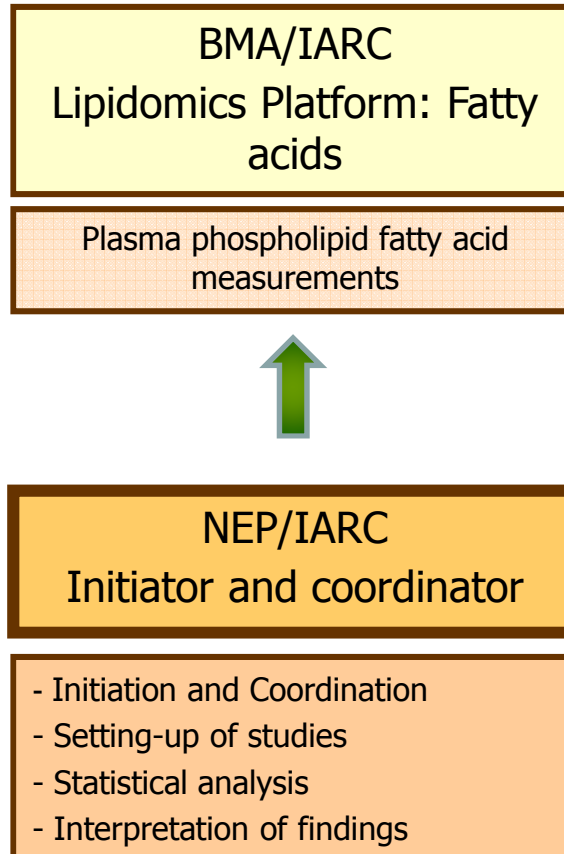 BMA/IARC
Lipidomics Platform: Fatty
acids
Plasma phospholipid fatty acid
measurements
NEP/IARC
Initiator and coordinator
- Initiation and Coordination
- Setting-up of studies
- Statistical analysis
- Interpretation of findings